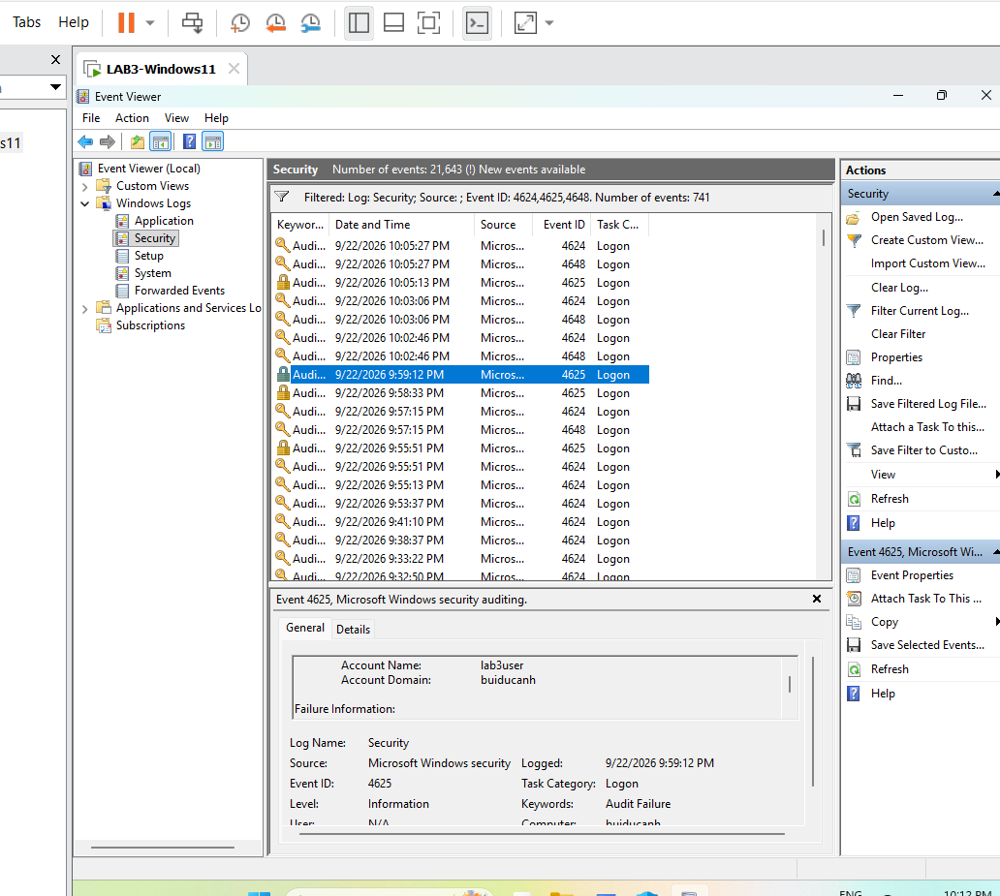 Tabs Help
LAB3-Windows11
Event Viewer
s11
File Action View Help
Event Viewer (Local)
Custom Views
Windows Logs
Application
Security
Setup
System
Forwarded Events
Applications and Services Lo
Subscriptions
Security Number of events: 21,643 (!) New events available
Filtered: Log: Security; Source: ; Event ID: 4624,4625,4648. Number of events: 741
Keywor... Date and Time Source Event ID Task C...
Audi... 9/22/2026 10:05:27 PM Micros... 4624 Logon
Audi... 9/22/2026 10:05:27 PM Micros... 4648 Logon
Audi... 9/22/2026 10:05:13 PM Micros... 4625 Logon
Audi... 9/22/2026 10:03:06 PM Micros... 4624 Logon
Audi... 9/22/2026 10:03:06 PM Micros... 4648 Logon
Audi... 9/22/2026 10:02:46 PM Micros... 4624 Logon
Audi... 9/22/2026 10:02:46 PM Micros... 4648 Logon
Audi... 9/22/2026 9:59:12 PM Micros... 4625 Logon
Audi... 9/22/2026 9:58:33 PM Micros... 4625 Logon
Audi... 9/22/2026 9:57:15 PM Micros... 4624 Logon
Audi... 9/22/2026 9:57:15 PM Micros... 4648 Logon
Audi... 9/22/2026 9:55:51 PM Micros... 4625 Logon
Audi... 9/22/2026 9:55:51 PM Micros... 4624 Logon
Audi... 9/22/2026 9:55:13 PM Micros... 4624 Logon
Audi... 9/22/2026 9:53:37 PM Micros... 4624 Logon
Audi... 9/22/2026 9:41:10 PM Micros... 4624 Logon
Audi... 9/22/2026 9:38:37 PM Micros... 4624 Logon
Audi... 9/22/2026 9:33:22 PM Micros... 4624 Logon
Audi... 9/22/2026 9:32:50 PM Micros... 4624 Logon
Event 4625, Microsoft Windows security auditing.
General Details
Account Name: lab3user
Account Domain: buiducanh
Failure Information:
Log Name: Security
Source: Microsoft Windows security Logged: 9/22/2026 9:59:12 PM
Event ID: 4625 Task Category: Logon
Level: Information Keywords: Audit Failure
User: N/A Computer: buiducanh
Actions
Security
Open Saved Log...
Create Custom View...
Import Custom View...
Clear Log...
Filter Current Log...
Clear Filter
Properties
Find...
Save Filtered Log File...
Attach a Task To this...
Save Filter to Custo...
View
Refresh
Help
Event 4625, Microsoft Wi...
Event Properties
Attach Task To This ...
Copy
Save Selected Events...
Refresh
Help
ENG 10:12 PM